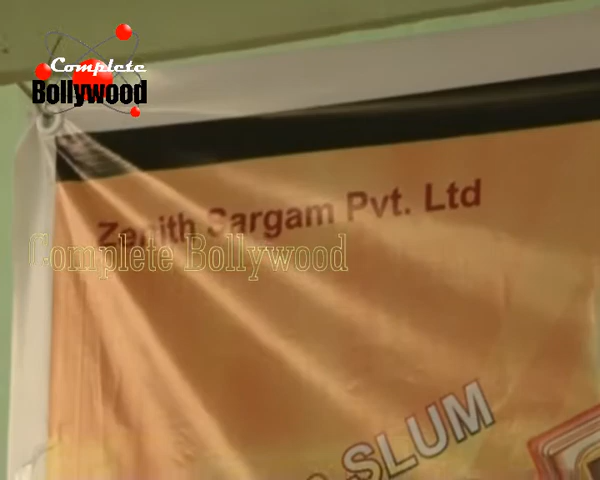 Complete
Bollywood
Zenith Sargam Pvt. Ltd
Complete Bollywood
SLUM